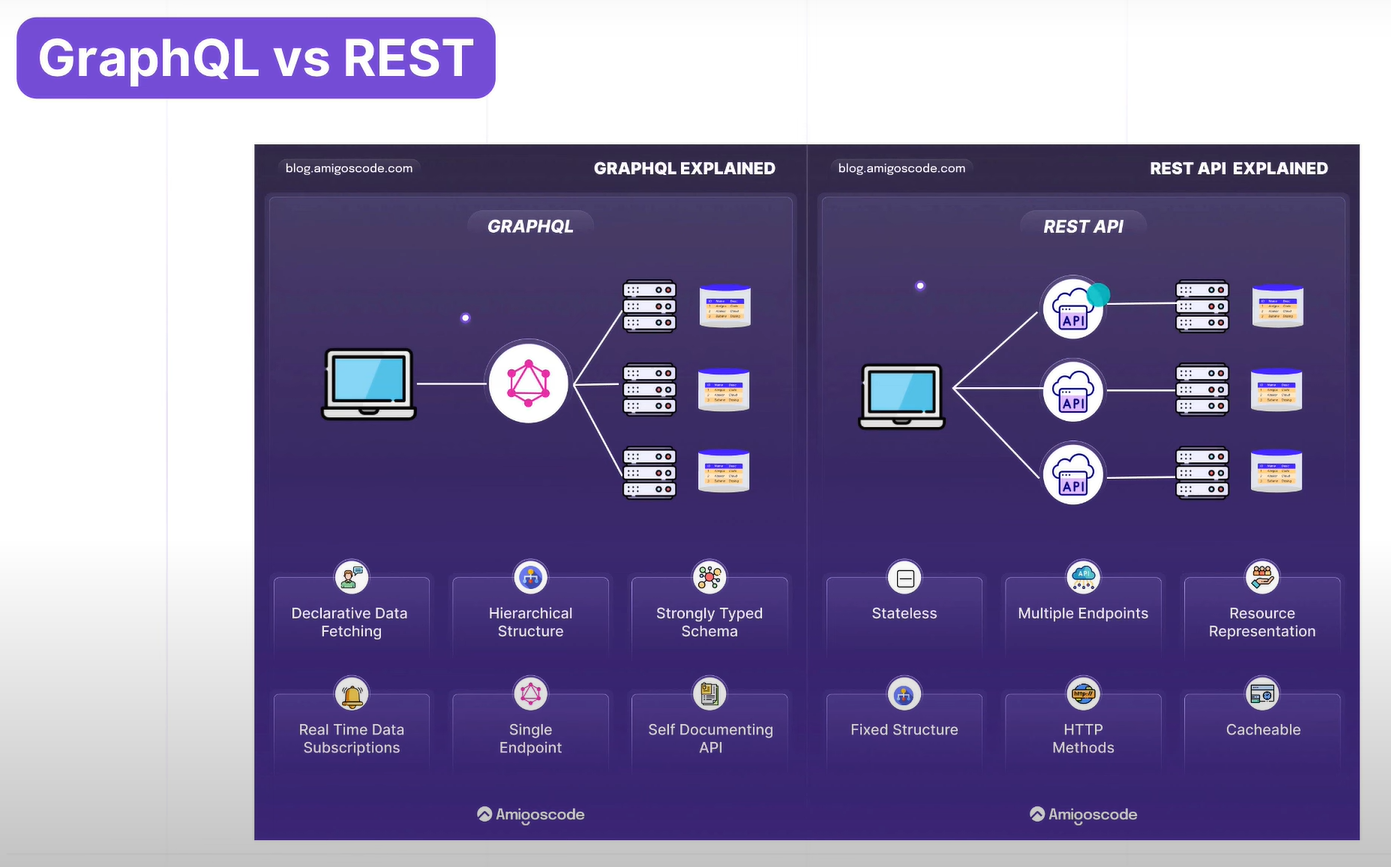 GraphQL vs REST
blog.amigoscode.com
GRAPHQL EXPLAINED
GRAPHQL
Declarative Data
Fetching
Hierarchical
Structure
Strongly Typed
Schema
Real Time Data
Subscriptions
Single
Endpoint
Self Documenting
API
Amigoscode
blog.amigoscode.com
REST API EXPLAINED
REST API
API
API
API
Stateless
Multiple Endpoints
Resource
Representation
Fixed Structure
HTTP
Methods
Cacheable
Amigoscode